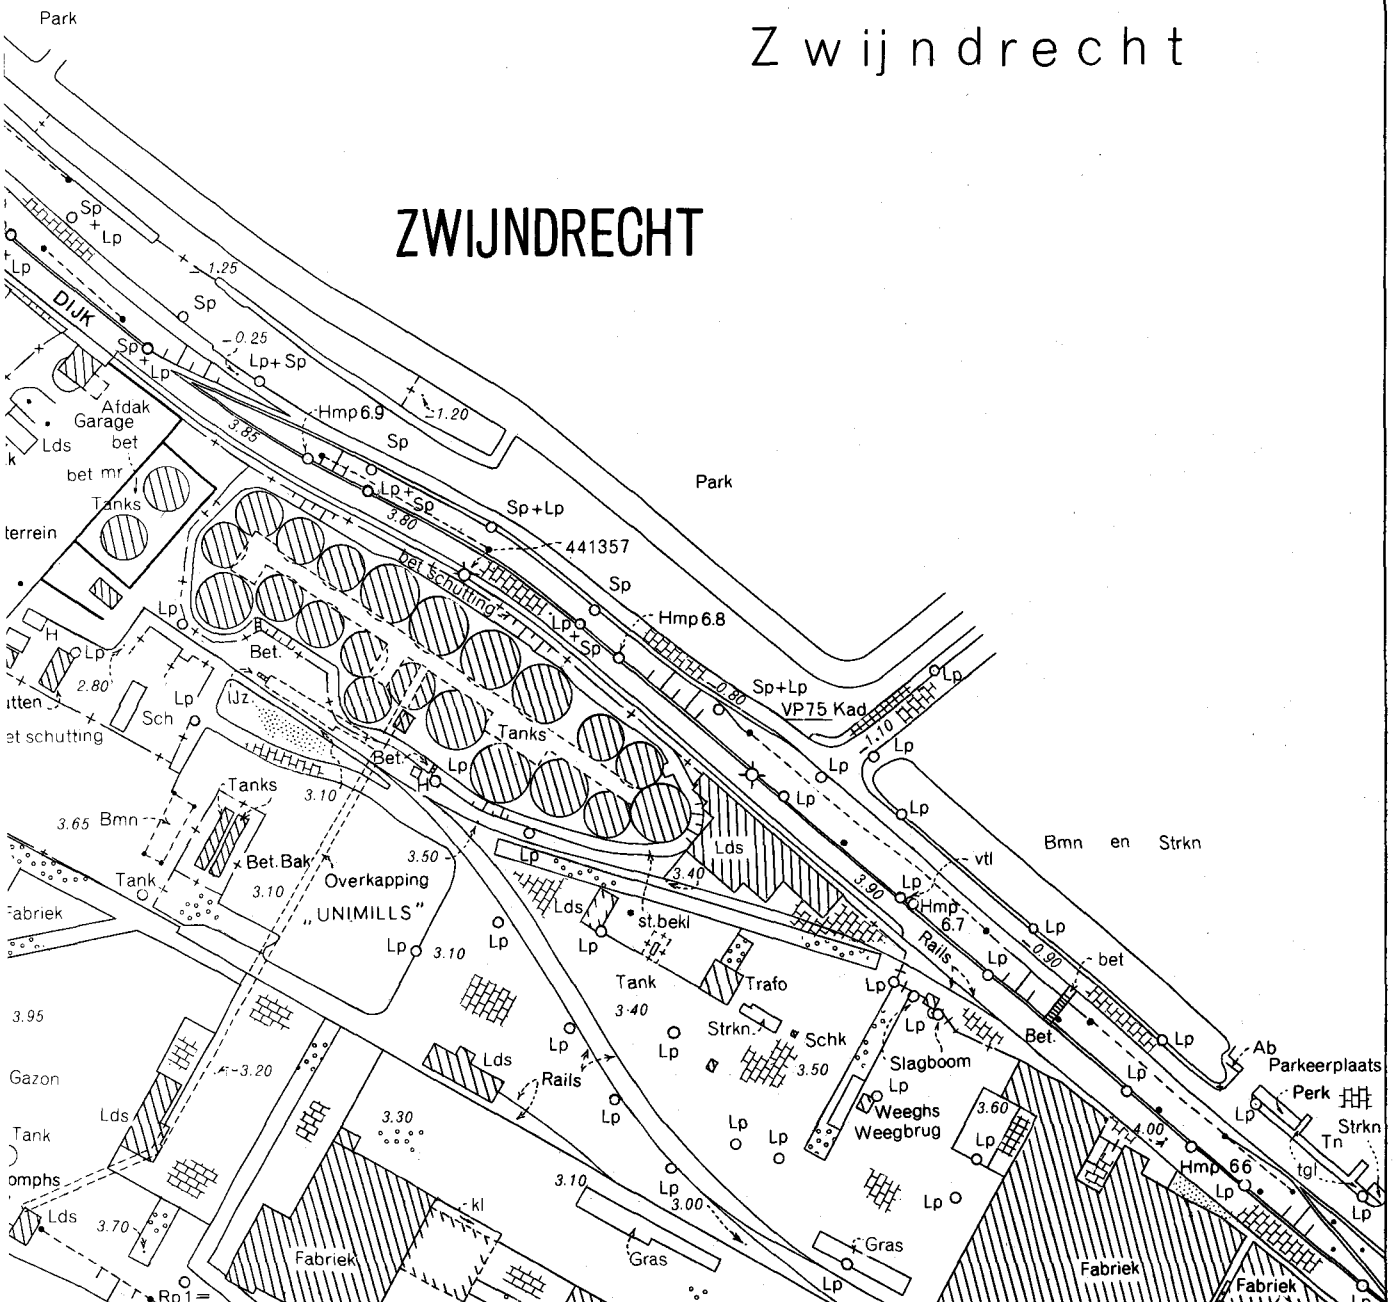 Park
Zwijndrecht
ZWIJNDRECHT
Sp
+
Lp
Lp
DIJK
-1.25
Sp
-0.25
Lp+Sp
Sp
+
Lp
Hmp 6.9
-1.20
Afdak
Garage
3.85
Sp
Lds
bet
bet mr
Tanks
Park
Lp+
Sp
Sp+Lp
3.80
terrein
441357
bet schutting
Sp
Lp
Hmp 6.8
Lp
+
Sp
H
Lp
Bet.
2.80
-0.80
Sp+Lp
VP75 Kad
Lp
utten
Sch
Lp
IJz.
et schutting
Tanks
-1.10
Lp
Bet.
Lp
H
Tanks
3.10
Lp
Lp
3.65
Bmn
Bmn en Strkn
3.50
Lp
Lds
vtl
Bet.Bak
3.10
Overkapping
3.40
3.90
Lp
Tank
Hmp
6.7
Fabriek
„UNIMILLS”
Lds
st.bekl
Lp
Lp
Lp
Lp
Rails
-0.90
3.10
bet
Tank
Trafo
Lp
Lp
3.95
3.40
Strkn.
Schk
Lp
Lp
Bet.
Lp
Lp
Ab
Slagboom
Parkeerplaats
Gazon
-3.20
Lds
Rails
3.50
Lp
Lp
Perk
Lds
Lp
Weeghs
Weegbrug
3.60
Lp
3.30
Strkn
Tank
Lp
Lp
Lp
4.00
Tn
omphs
3.10
Lp
Hmp 6.6
Lp
tgl
Lds
3.70
kl
3.00
Lp
Lp
Fabriek
Gras
Gras
Fabriek
Fabriek
Lp
Rp1=
Lp